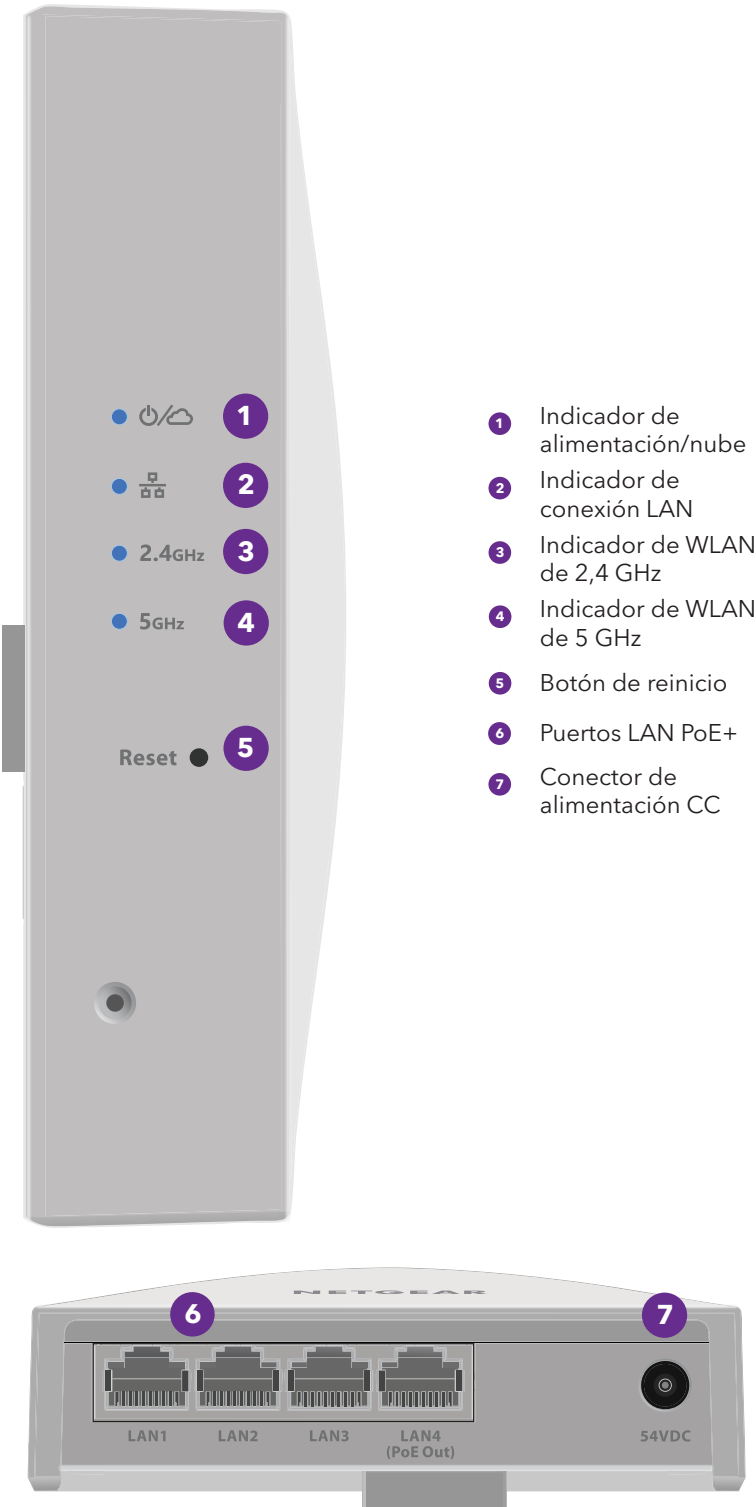 1
2
2.4GHz 3
5GHz 4
Reset 5
1 Indicador de
alimentación/nube
2 Indicador de
conexión LAN
3 Indicador de WLAN
de 2,4 GHz
4 Indicador de WLAN
de 5 GHz
5 Botón de reinicio
6 Puertos LAN PoE+
7 Conector de
alimentación CC
NETGEAR
6 7
LAN1 LAN2 LAN3 LAN4 54VDC
(PoE Out)